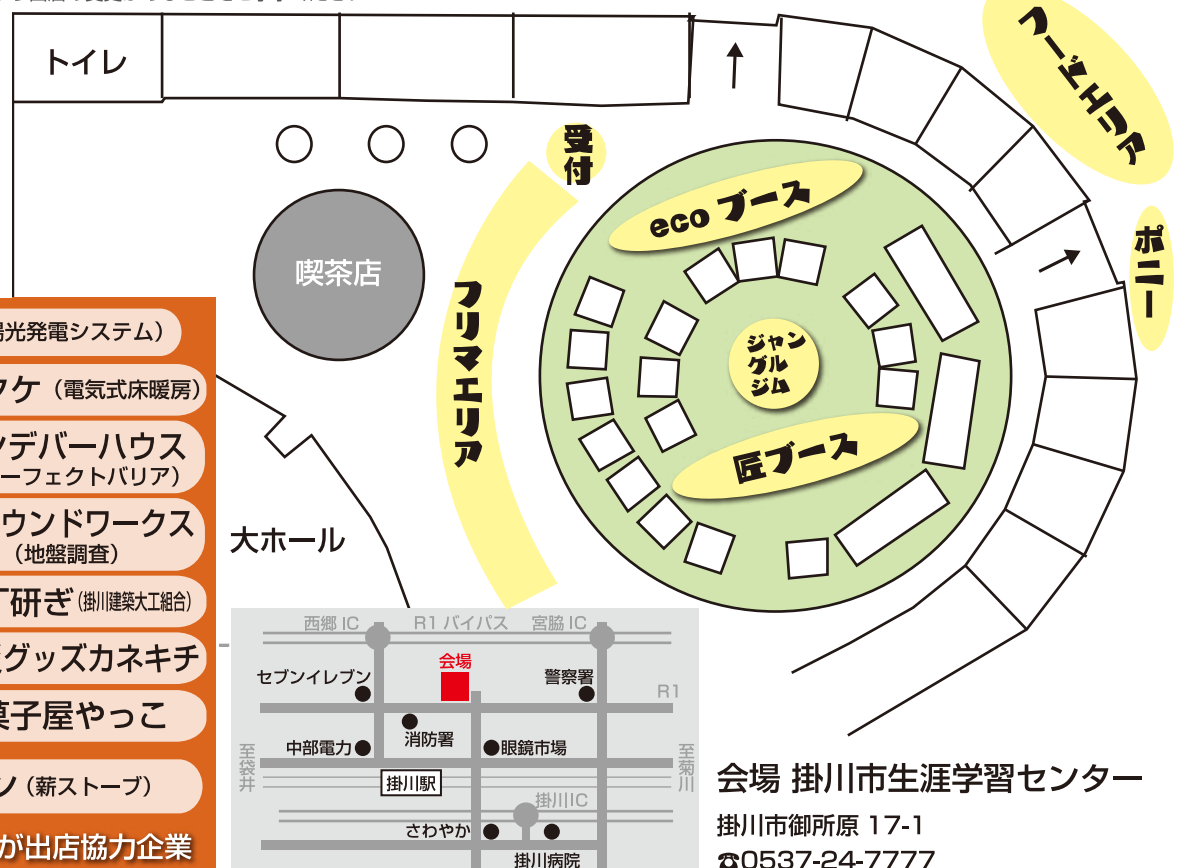 トイレ
フードエリア
受付
eco ブース
ポニー
喫茶店
フリマエリア
ジャン
グル
ジム
匠ブース
大ホール
陽光発電システム）
ケ（電気式床暖房）
ンデバーハウス
ーフェクトバリア）
ウンドワークス
（地盤調査）
研ぎ（掛川建築大工組合）
グッズカネキチ
菓子屋やっこ
ノ（薪ストーブ）
が出店協力企業
西郷 IC
R1 バイパス
宮脇 IC
会場
セブンイレブン
警察署
R1
消防署
中部電力
眼鏡市場
至袋井
至菊川
掛川駅
掛川IC
さわやか
掛川病院
会場 掛川市生涯学習センター
掛川市御所原 17-1
☎0537-24-7777